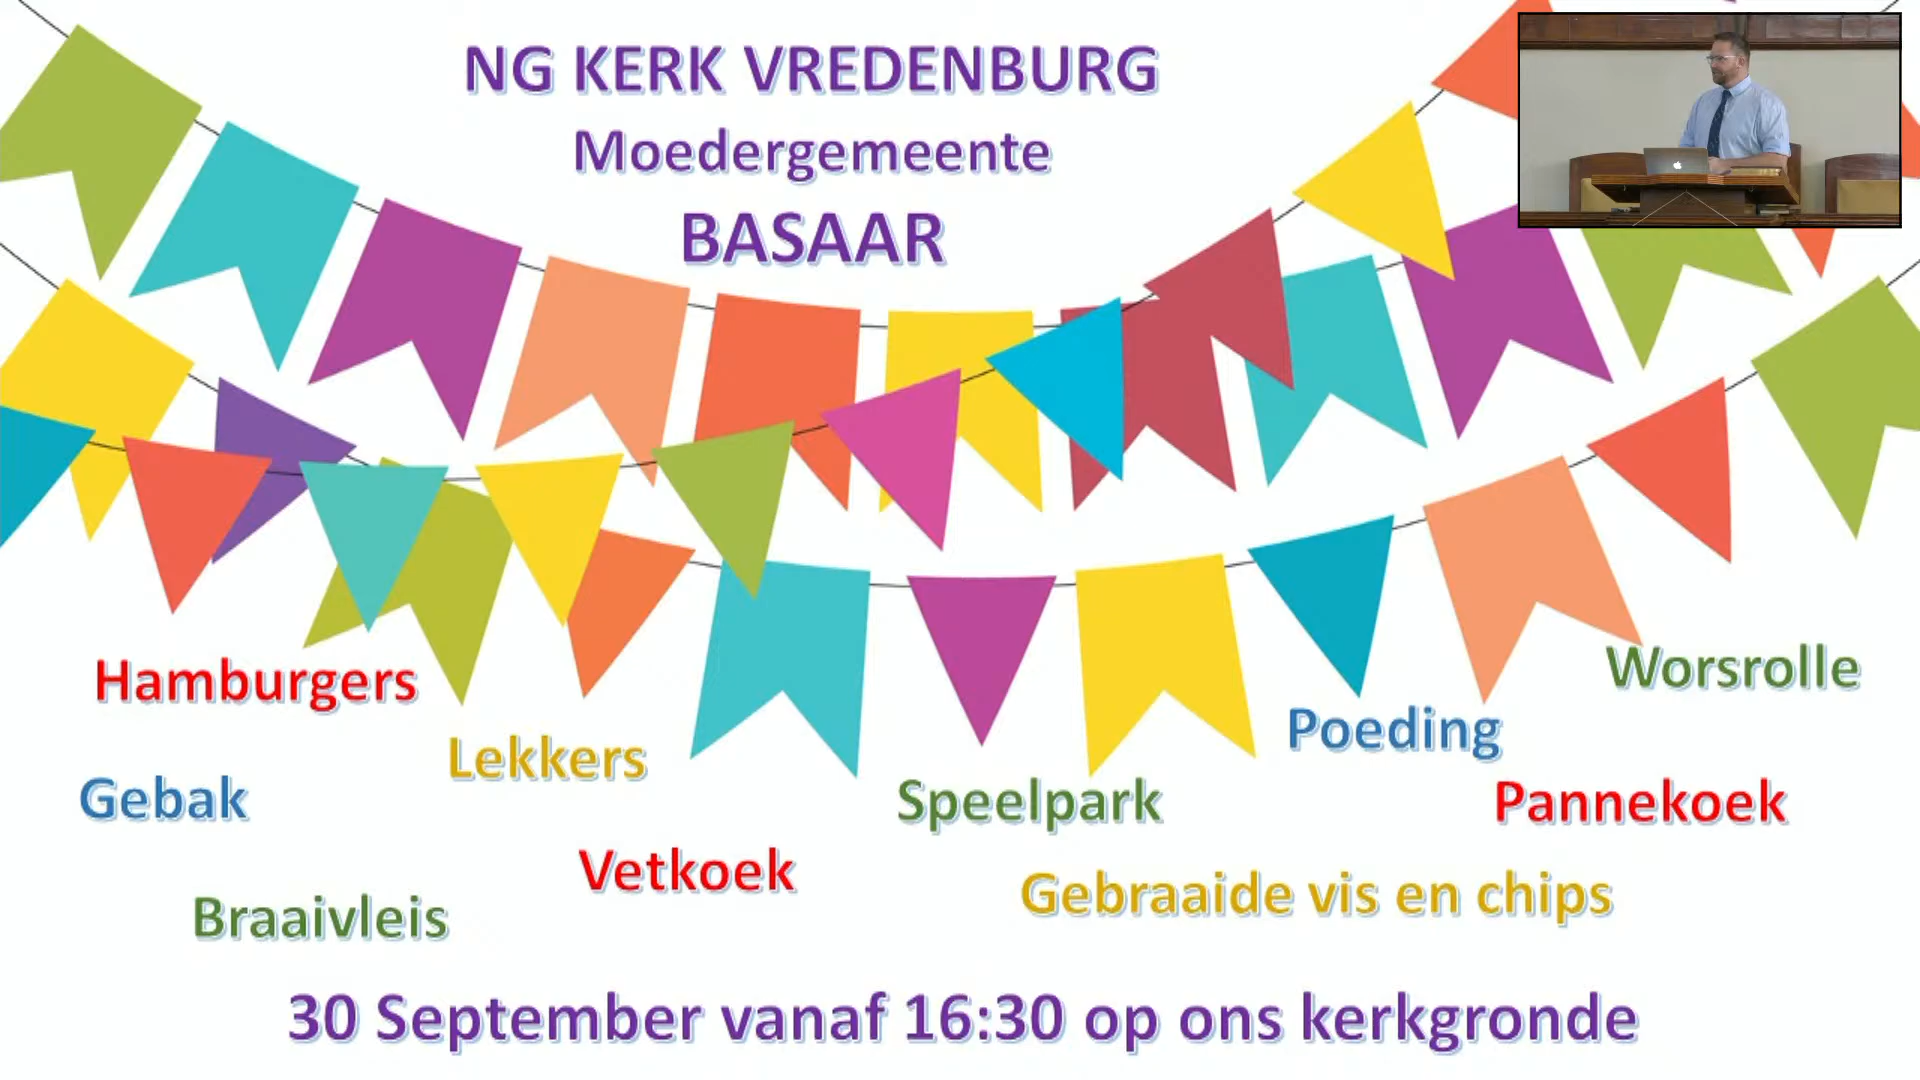 NG KERK VREDENBURG
Moedergemeente
BASAAR
Hamburgers
Worsrolle
Poeding
Lekkers
Gebak
Speelpark
Pannekoek
Vetkoek
Gebraaide vis en chips
Braaivleis
30 September vanaf 16:30 op ons kerkgronde